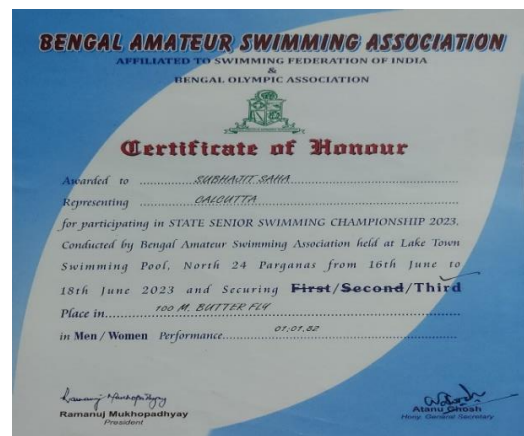 BENGAL AMATEUR SWIMMING ASSOCIATION
AFFILIATED TO SWIMMING FEDERATION OF INDIA
&
BENGAL OLYMPIC ASSOCIATION
Certificate of Honour
Awarded to ...... SUBHAJIT SAHA ......
Representing ...... CALCUTTA ......
for participating in STATE SENIOR SWIMMING CHAMPIONSHIP 2023.
Conducted by Bengal Amateur Swimming Association held at Lake Town
Swimming Pool, North 24 Parganas from 16th June to
18th June 2023 and Securing First/Second/Third
Place in...... 100 M. BUTTER FLY ......
in Men / Women Performance...... 01:01.52 ......
Ramanuj Mukhopadhyay
Ramanuj Mukhopadhyay
President
Atanu Ghosh
Hony. General Secretary